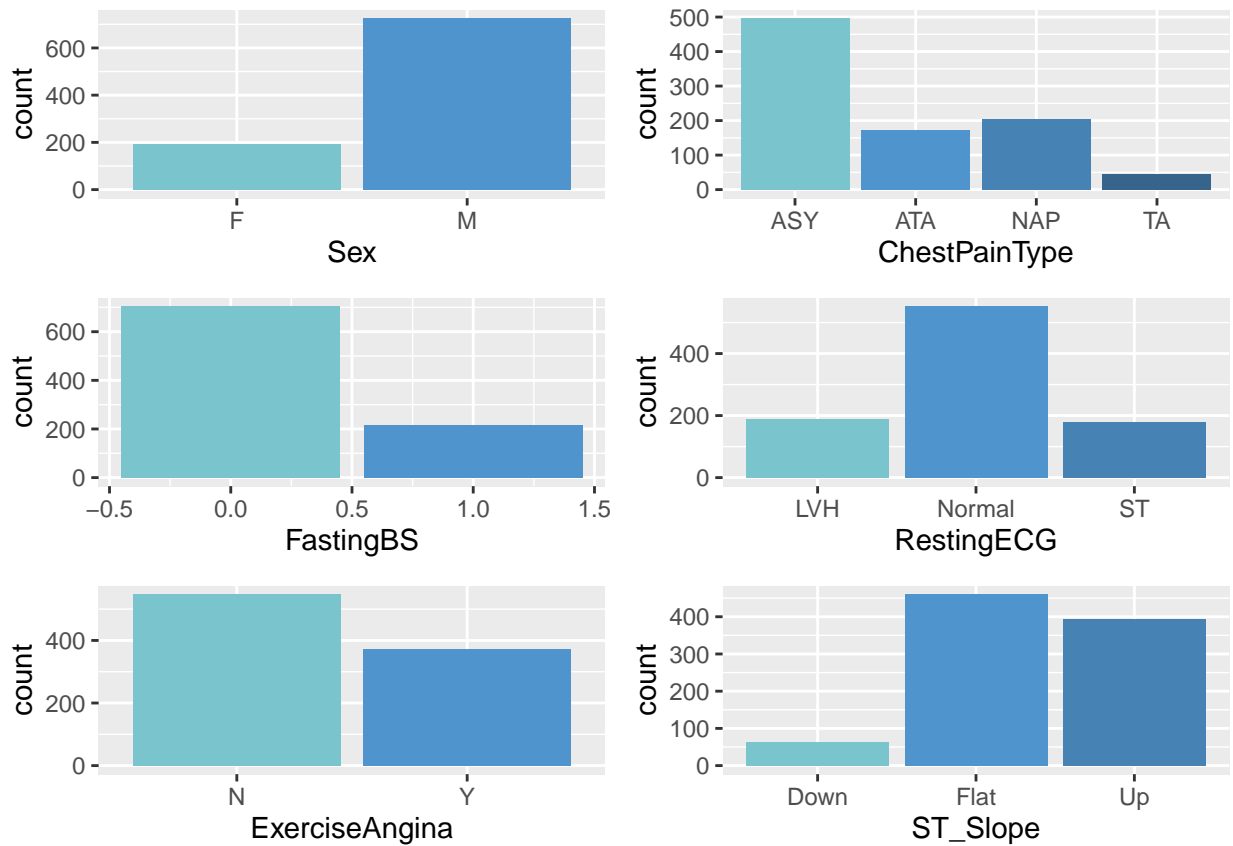 count
600
400
200
0
F
M
Sex
count
500
400
300
200
100
0
ASY
ATA
NAP
TA
ChestPainType
count
600
400
200
0
−0.5
0.0
0.5
1.0
1.5
FastingBS
count
400
200
0
LVH
Normal
ST
RestingECG
count
400
200
0
N
Y
ExerciseAngina
count
400
300
200
100
0
Down
Flat
Up
ST_Slope